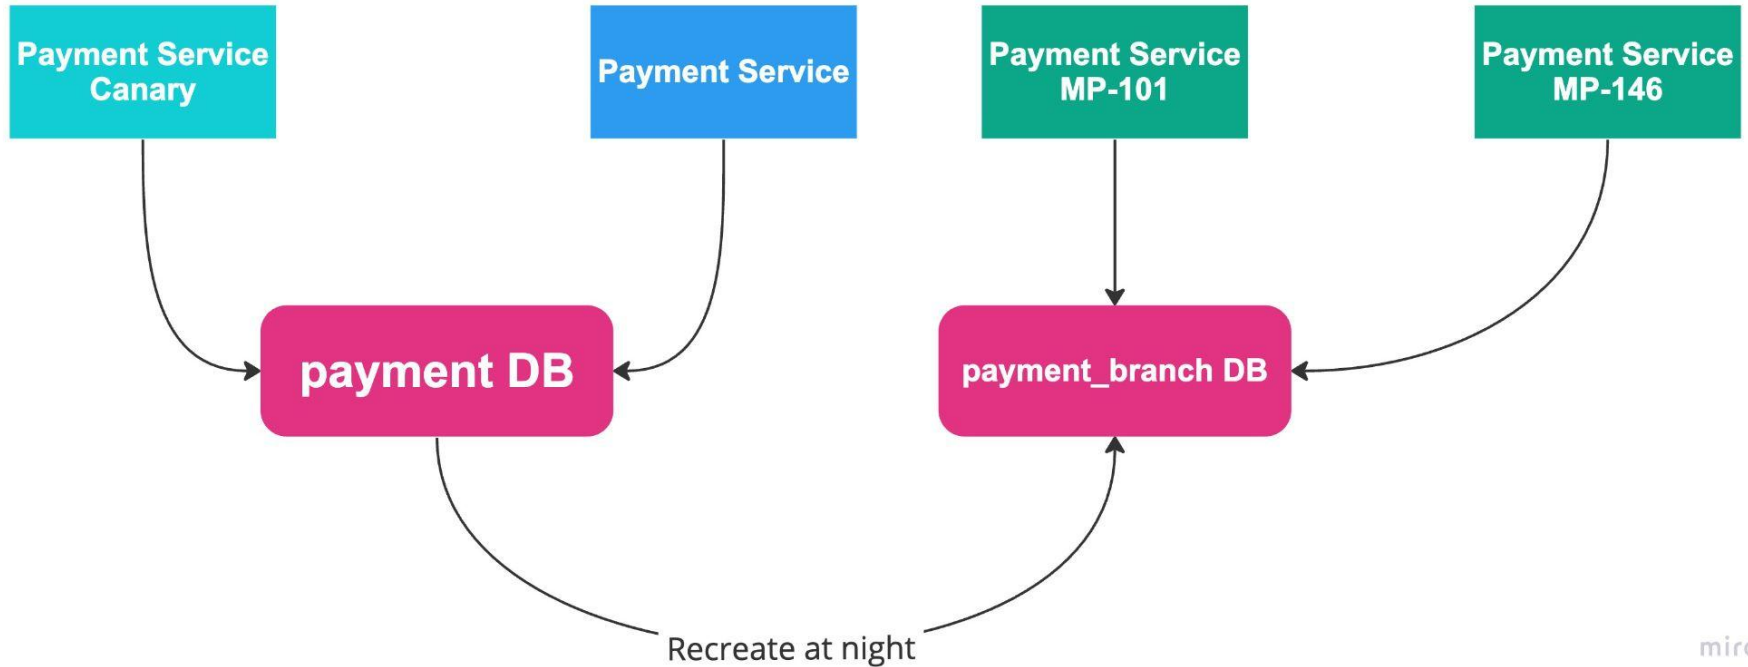 Payment Service
Canary
Payment Service
Payment Service
MP-101
Payment Service
MP-146
payment DB
payment_branch DB
Recreate at night